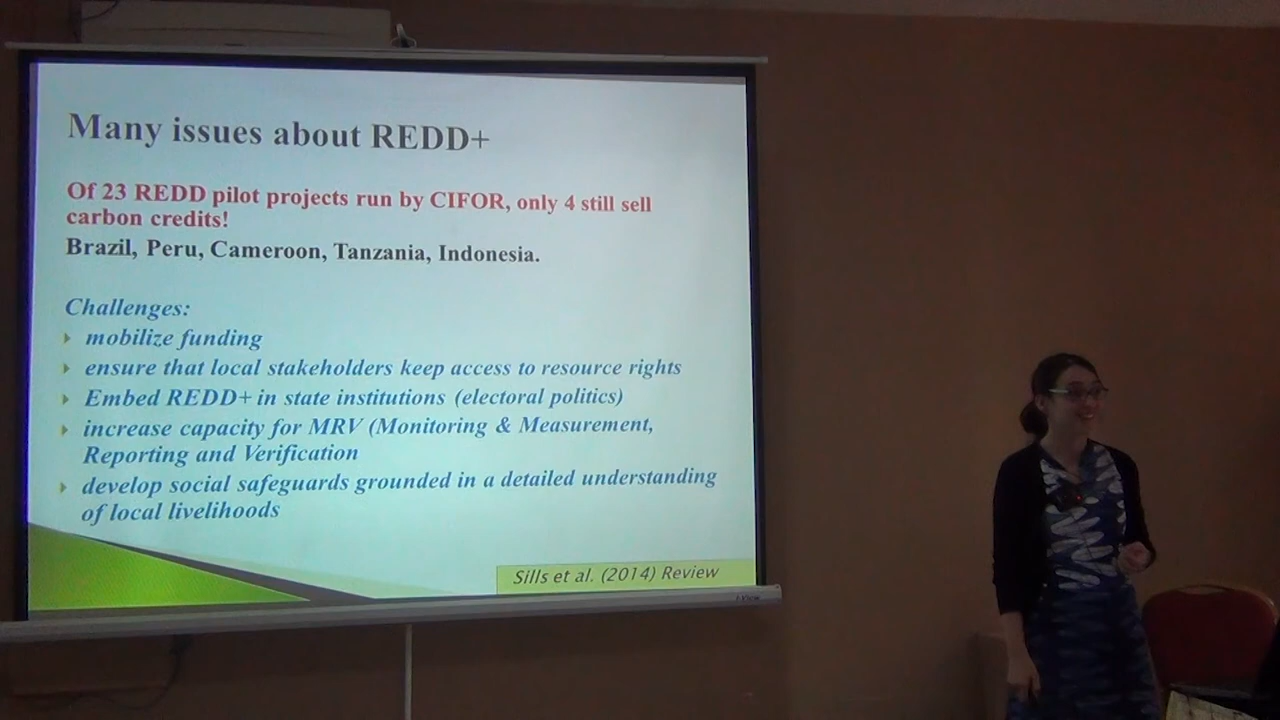 Many issues about REDD+
Of 23 REDD pilot projects run by CIFOR, only 4 still sell
carbon credits!
Brazil, Peru, Cameroon, Tanzania, Indonesia.
Challenges:
mobilize funding
ensure that local stakeholders keep access to resource rights
Embed REDD+ in state institutions (electoral politics)
increase capacity for MRV (Monitoring & Measurement,
Reporting and Verification
develop social safeguards grounded in a detailed understanding
of local livelihoods
Sills et al. (2014) Review